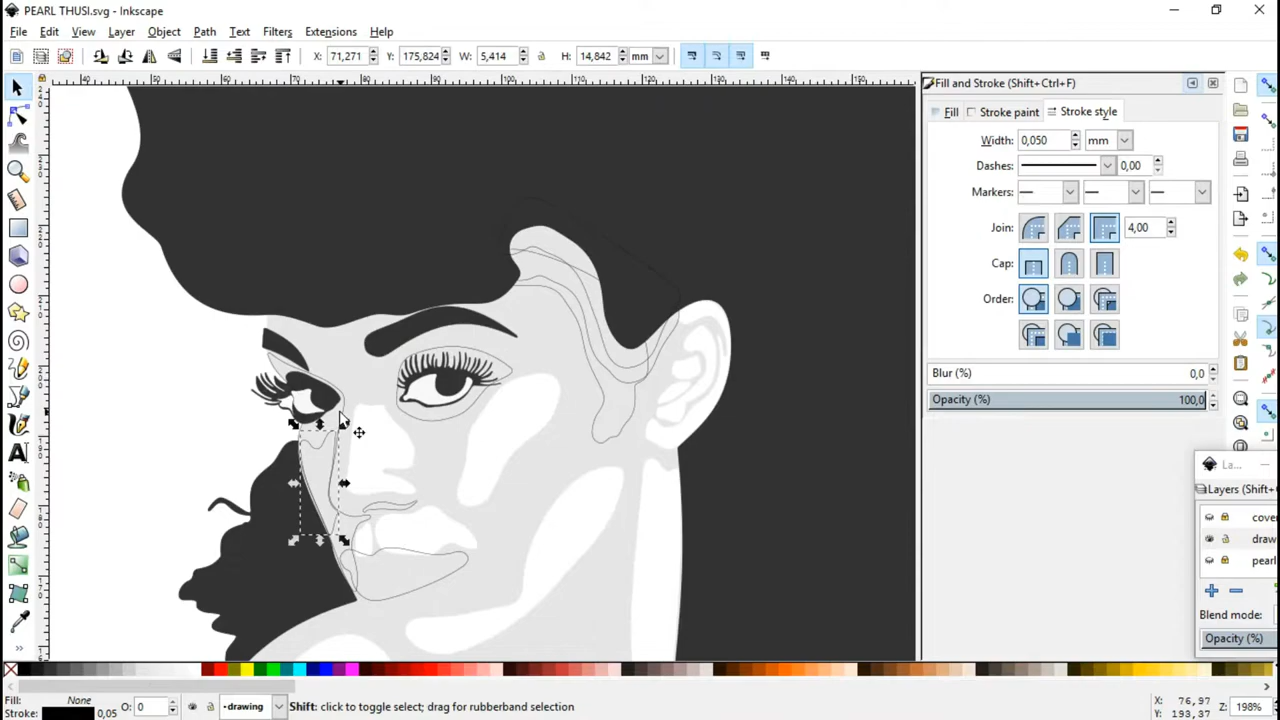 PEARL THUSI.svg - Inkscape
File Edit View Layer Object Path Text Filters Extensions Help
X: 71,271 Y: 175,824 W: 5,414 H: 14,842 mm
Fill and Stroke (Shift+Ctrl+F)
Fill Stroke paint Stroke style
Width: 0,050 mm
Dashes: 0,00
Markers:
Join: 4,00
Cap:
Order:
Blur (%) 0,0
Opacity (%) 100,0
La...
Layers (Shift+
cove
draw
pearl
Blend mode:
Opacity (%)
Fill: None
Stroke: 0,05
O: 0
•drawing
Shift: click to toggle select; drag for rubberband selection
X: 76,97
Y: 193,37
Z: 198%